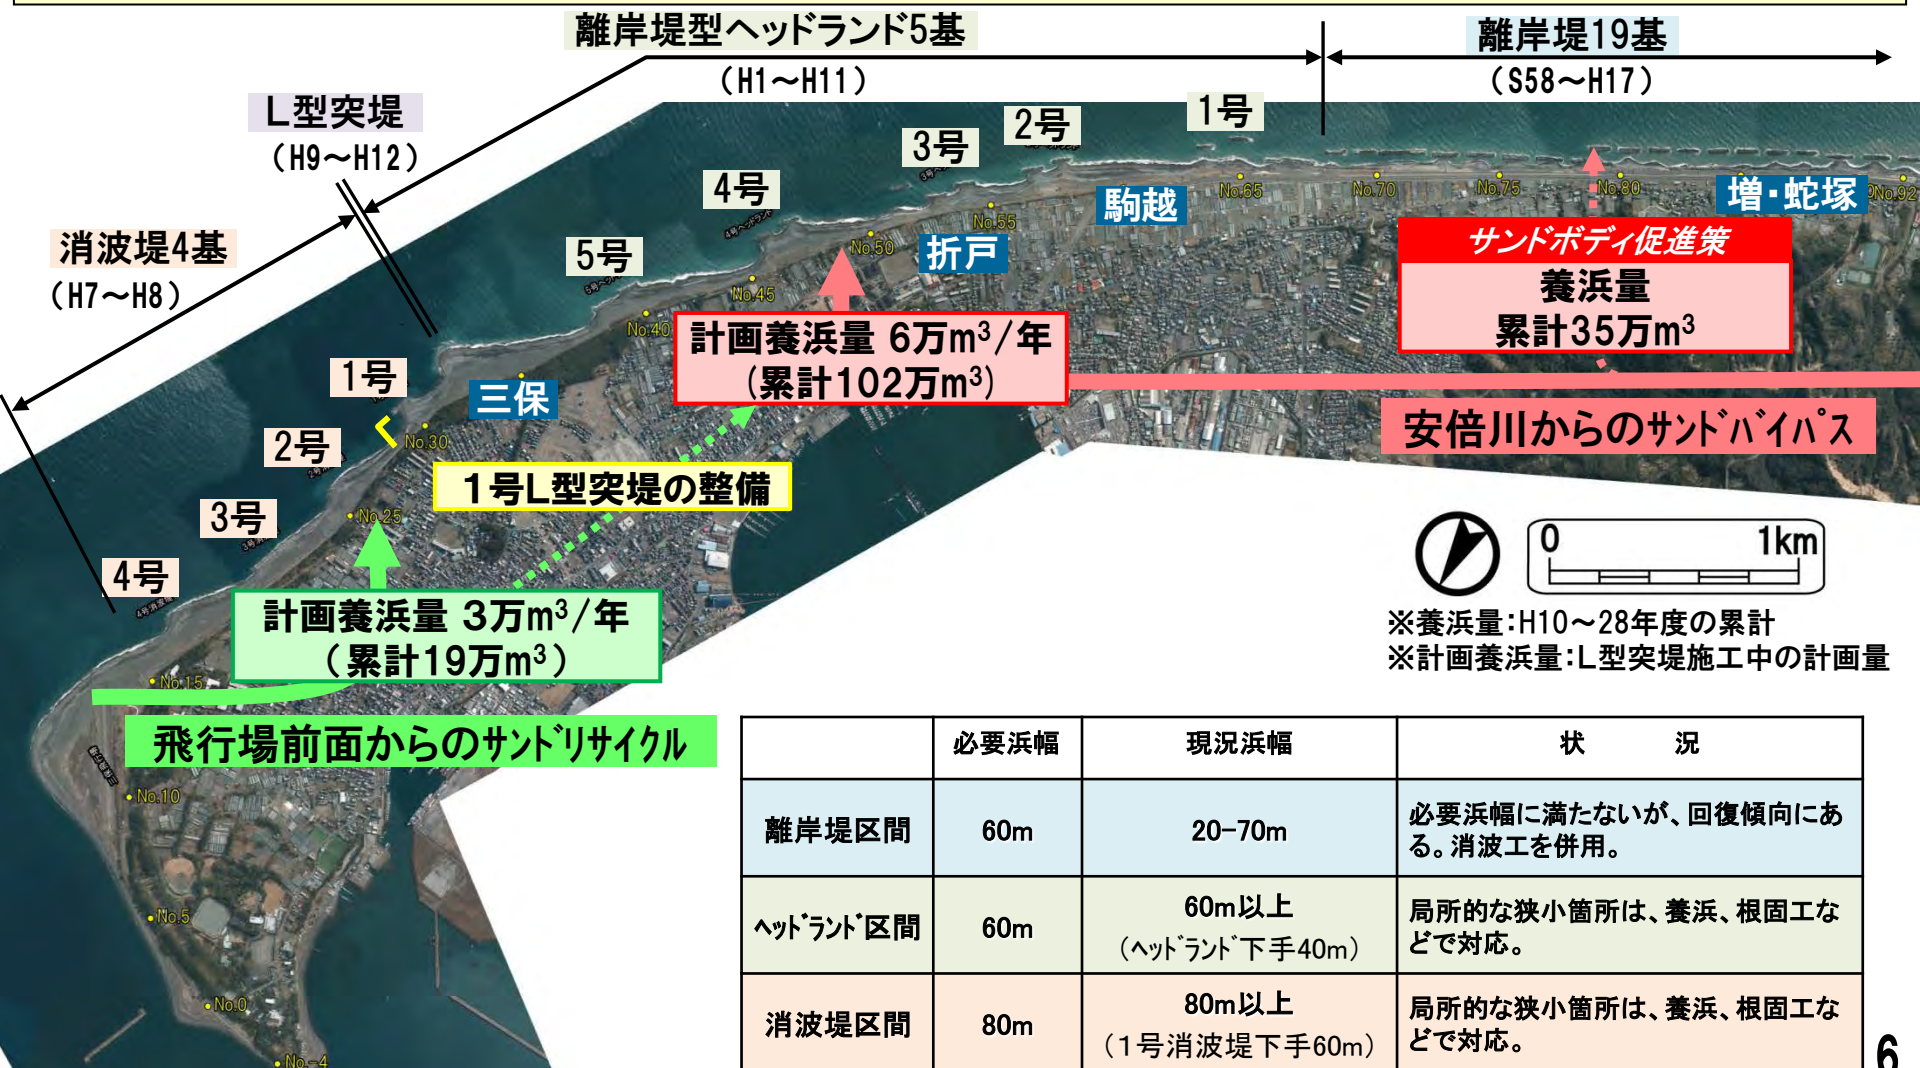 離岸堤型ヘッドランド5基
(H1～H11)
離岸堤19基
(S58～H17)
L型突堤
(H9～H12)
消波堤4基
(H7～H8)
1号
2号
3号
4号
5号
1号
2号
3号
4号
4号ヘッドランド
No.92
No.80
No.75
No.70
No.65
No.55
No.50
No.45
No.40
No.30
No.25
No.15
No.10
No.5
No.0
No.-4
増・蛇塚
駒越
折戸
三保
サンドボディ促進策
養浜量
累計35万m³
計画養浜量 6万m³/年
(累計102万m³)
安倍川からのサンドバイパス
1号L型突堤の整備
計画養浜量 3万m³/年
(累計19万m³)
飛行場前面からのサンドリサイクル
0 1km
※養浜量:H10～28年度の累計
※計画養浜量:L型突堤施工中の計画量
必要浜幅 現況浜幅 状 況
離岸堤区間 60m 20-70m 必要浜幅に満たないが、回復傾向にあ
る。消波工を併用。
ヘッドランド区間 60m 60m以上 局所的な狭小箇所は、養浜、根固工な
(ヘッドランド下手40m) どで対応。
消波堤区間 80m 80m以上 局所的な狭小箇所は、養浜、根固工な
(1号消波堤下手60m) どで対応。
6